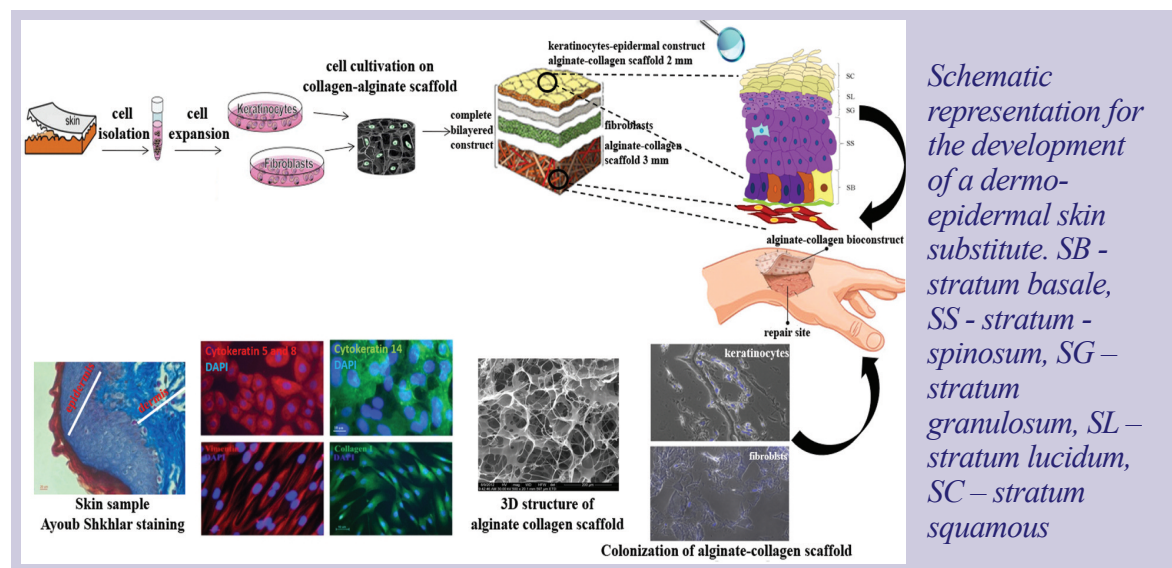 keratinocytes-epidermal construct
alginate-collagen scaffold 2 mm
cell cultivation on
collagen-alginate scaffold
skin
cell
isolation
cell
expansion
Keratinocytes
Fibroblasts
complete
bilayered
construct
fibroblasts
alginate-collagen
scaffold 3 mm
SC
SL
SG
SS
SB
alginate-collagen bioconstruct
repair site
epidermis
Skin sample
Ayoub Shkhlar staining
Cytokeratin 5 and 8
DAPI
Cytokeratin 14
DAPI
Vimentin
DAPI
Collagen I
DAPI
3D structure of
alginate collagen scaffold
keratinocytes
fibroblsts
Colonization of alginate-collagen scaffold
Schematic
representation for
the development
of a dermo-
epidermal skin
substitute. SB -
stratum basale,
SS - stratum -
spinosum, SG –
stratum
granulosum, SL –
stratum lucidum,
SC – stratum
squamous